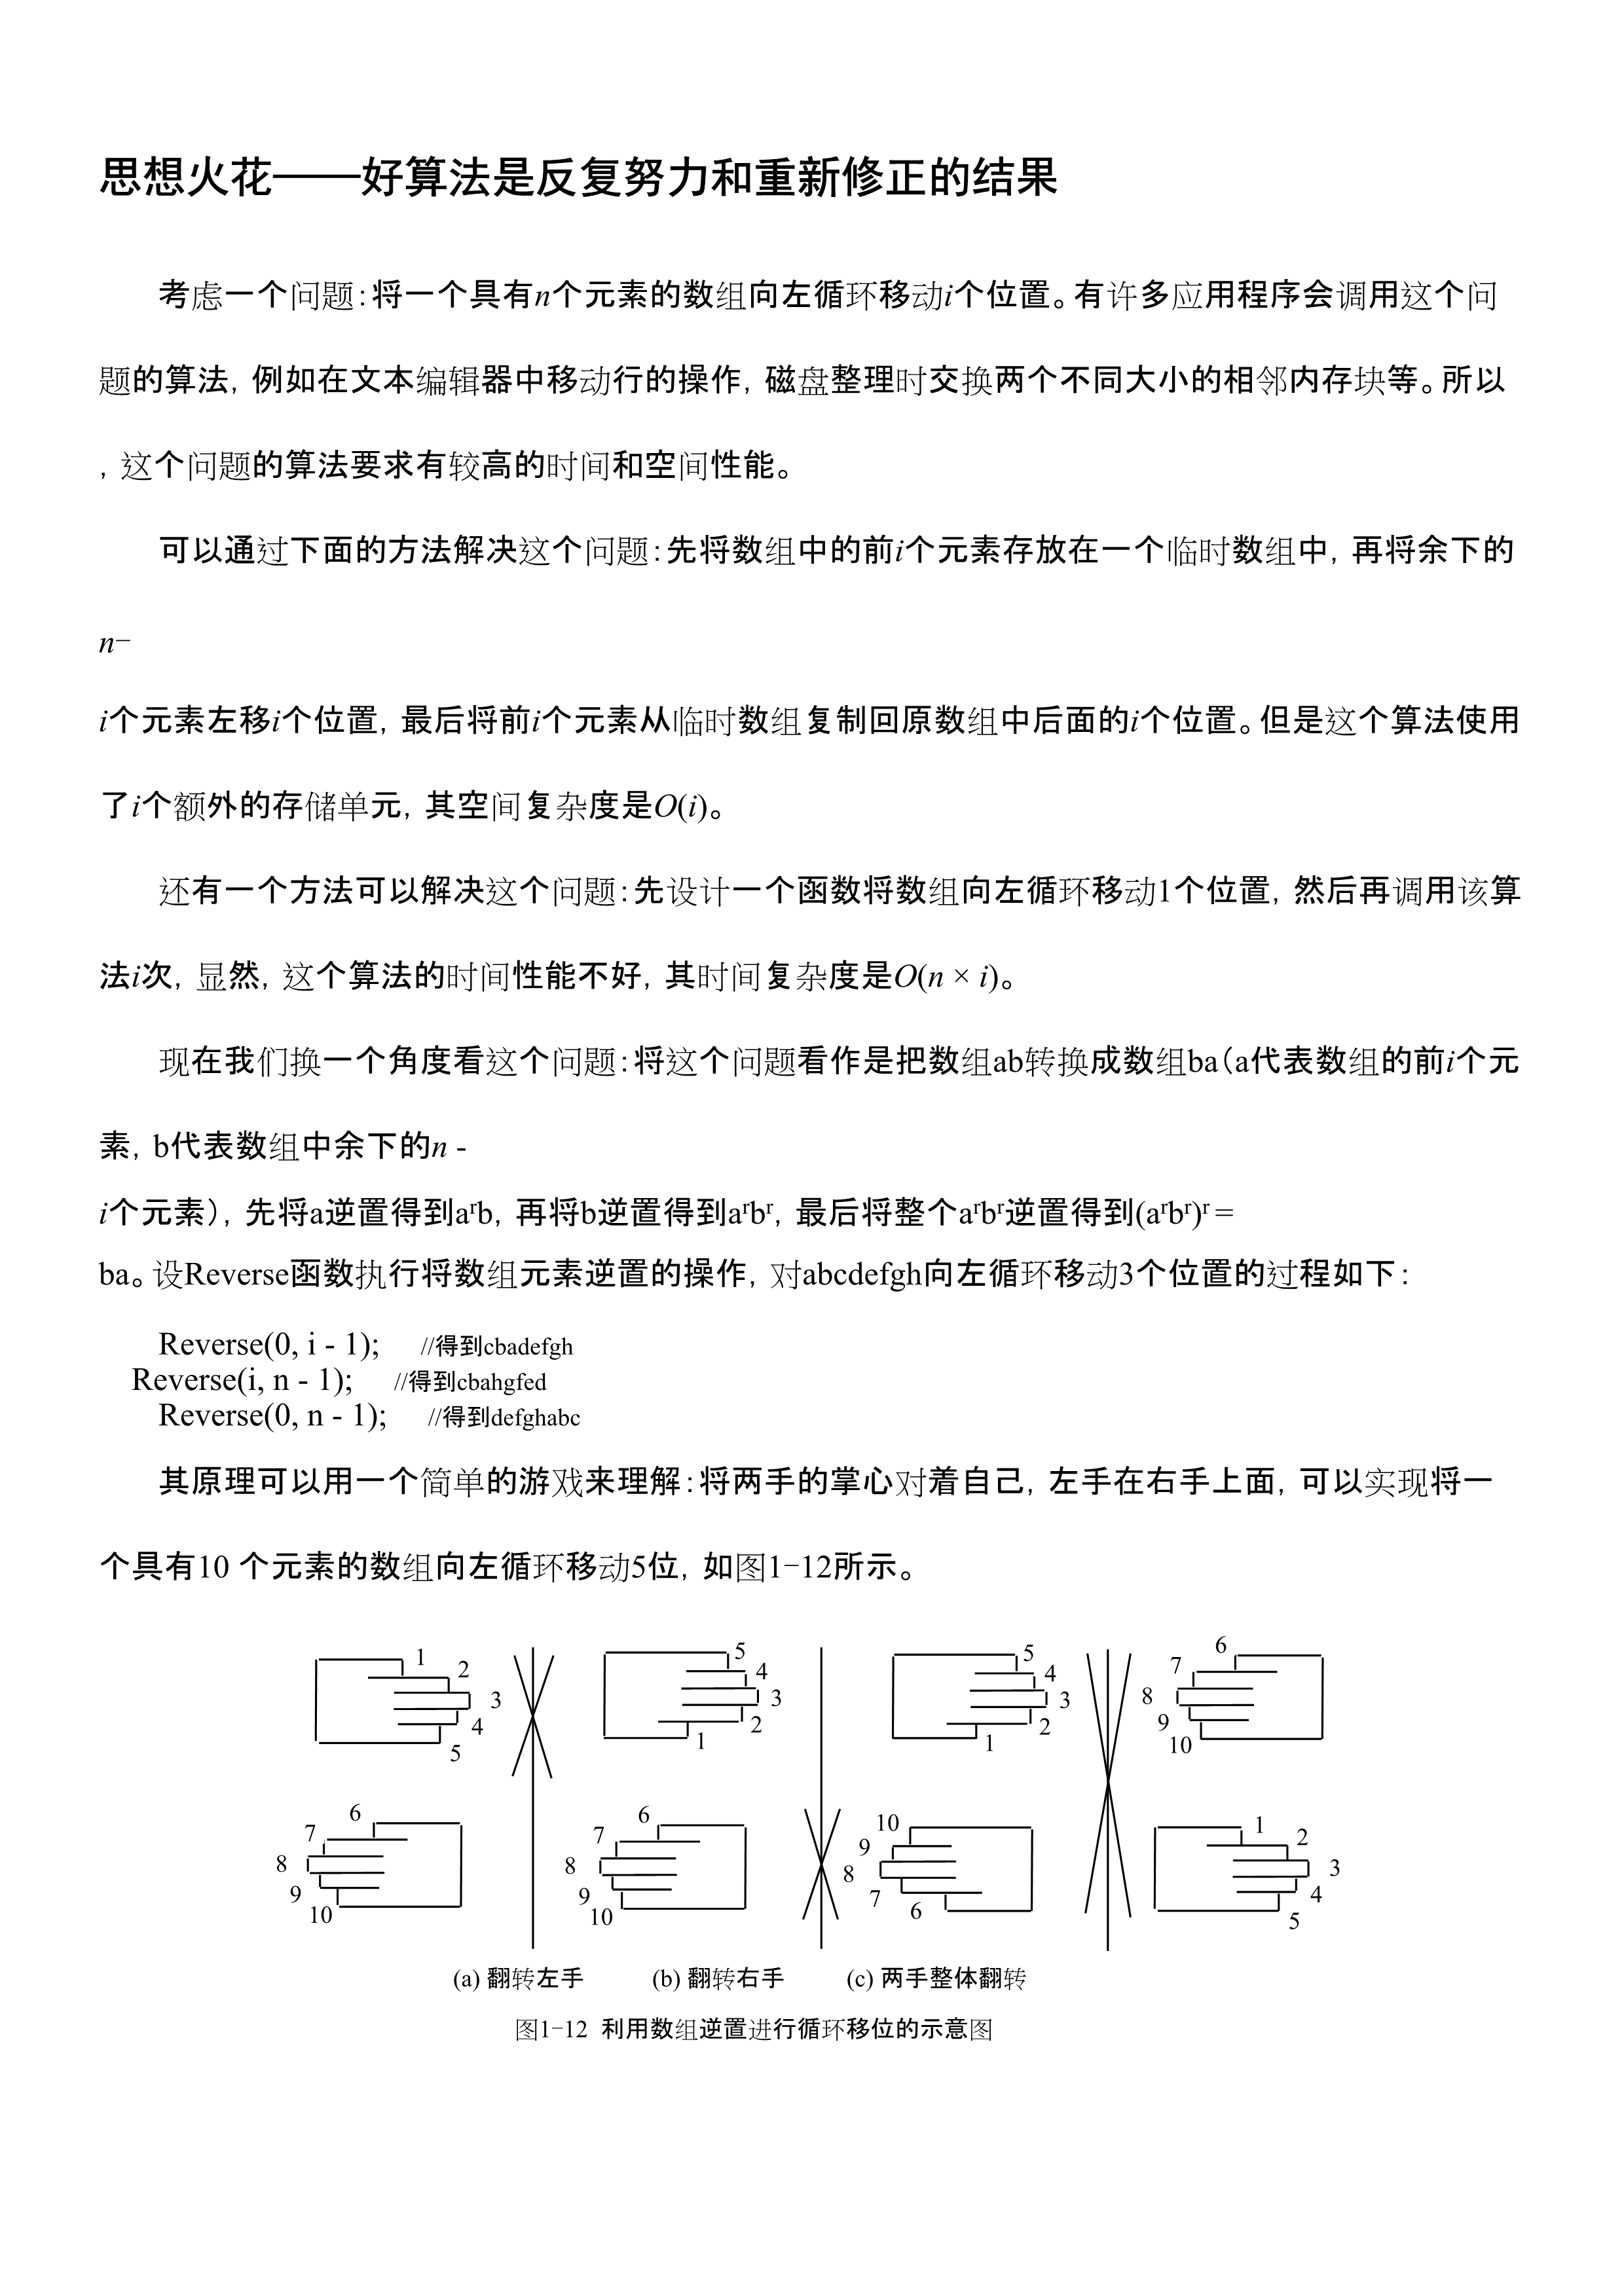 思想火花——好算法是反复努力和重新修正的结果
考虑一个问题：将一个具有n个元素的数组向左循环移动i个位置。有许多应用程序会调用这个问
题的算法，例如在文本编辑器中移动行的操作，磁盘整理时交换两个不同大小的相邻内存块等。所以
，这个问题的算法要求有较高的时间和空间性能。
可以通过下面的方法解决这个问题：先将数组中的前i个元素存放在一个临时数组中，再将余下的
n−
i个元素左移i个位置，最后将前i个元素从临时数组复制回原数组中后面的i个位置。但是这个算法使用
了i个额外的存储单元，其空间复杂度是O(i)。
还有一个方法可以解决这个问题：先设计一个函数将数组向左循环移动1个位置，然后再调用该算
法i次，显然，这个算法的时间性能不好，其时间复杂度是O(n × i)。
现在我们换一个角度看这个问题：将这个问题看作是把数组ab转换成数组ba（a代表数组的前i个元
素，b代表数组中余下的n -
i个元素），先将a逆置得到aʳb，再将b逆置得到aʳbʳ，最后将整个aʳbʳ逆置得到(aʳbʳ)ʳ =
ba。设Reverse函数执行将数组元素逆置的操作，对abcdefgh向左循环移动3个位置的过程如下：
Reverse(0, i - 1); //得到cbadefgh
Reverse(i, n - 1); //得到cbahgfed
Reverse(0, n - 1); //得到defghabc
其原理可以用一个简单的游戏来理解：将两手的掌心对着自己，左手在右手上面，可以实现将一
个具有10 个元素的数组向左循环移动5位，如图1−12所示。
1 2 3 4 5
5 4 3 2 1
5 4 3 2 1
6 7 8 9 10
6 7 8 9 10
6 7 8 9 10
10 9 8 7 6
1 2 3 4 5
(a) 翻转左手 (b) 翻转右手 (c) 两手整体翻转
图1−12 利用数组逆置进行循环移位的示意图